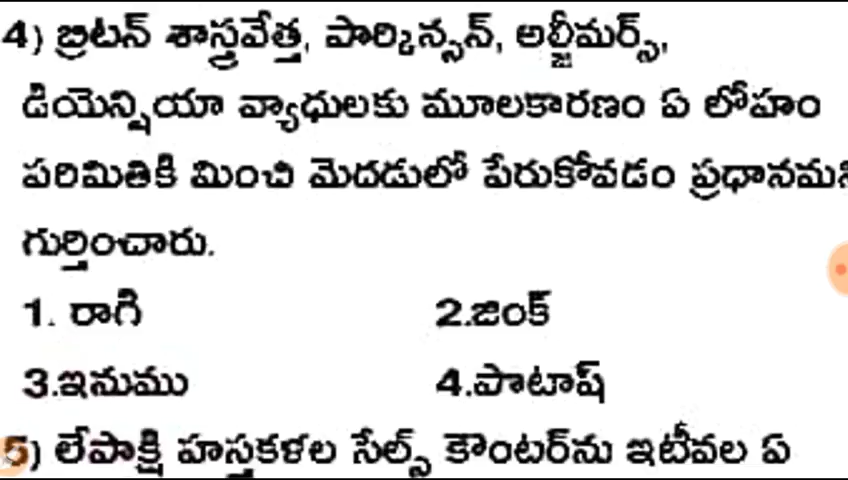 4) బ్రిటన్ శాస్త్రవేత్త, పార్కిన్సన్, అల్జీమర్స్,
డియెన్షియా వ్యాధులకు మూలకారణం ఏ లోహం
పరిమితికి మించి మెదడులో పేరుకోవడం ప్రధానమని
గుర్తించారు.
1. రాగి 2.జింక్
3.ఇనుము 4.పొటాష్
5) లేపాక్షి హస్తకళల సేల్స్ కౌంటర్‌ను ఇటీవల ఏ